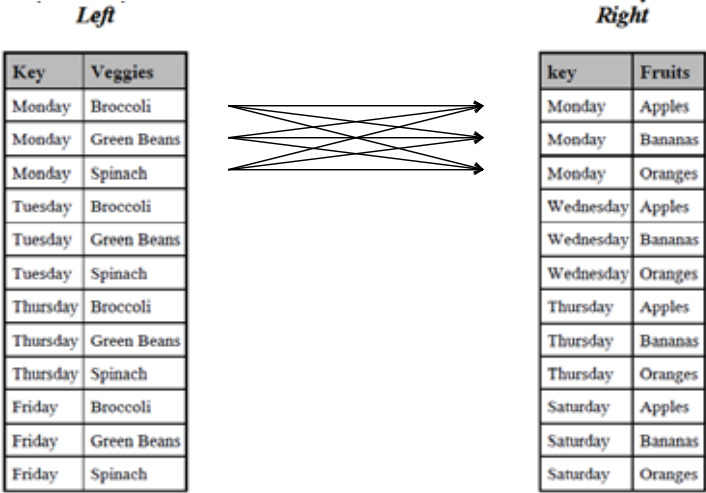 Left
Key Veggies
Monday Broccoli
Monday Green Beans
Monday Spinach
Tuesday Broccoli
Tuesday Green Beans
Tuesday Spinach
Thursday Broccoli
Thursday Green Beans
Thursday Spinach
Friday Broccoli
Friday Green Beans
Friday Spinach
Right
key Fruits
Monday Apples
Monday Bananas
Monday Oranges
Wednesday Apples
Wednesday Bananas
Wednesday Oranges
Thursday Apples
Thursday Bananas
Thursday Oranges
Saturday Apples
Saturday Bananas
Saturday Oranges